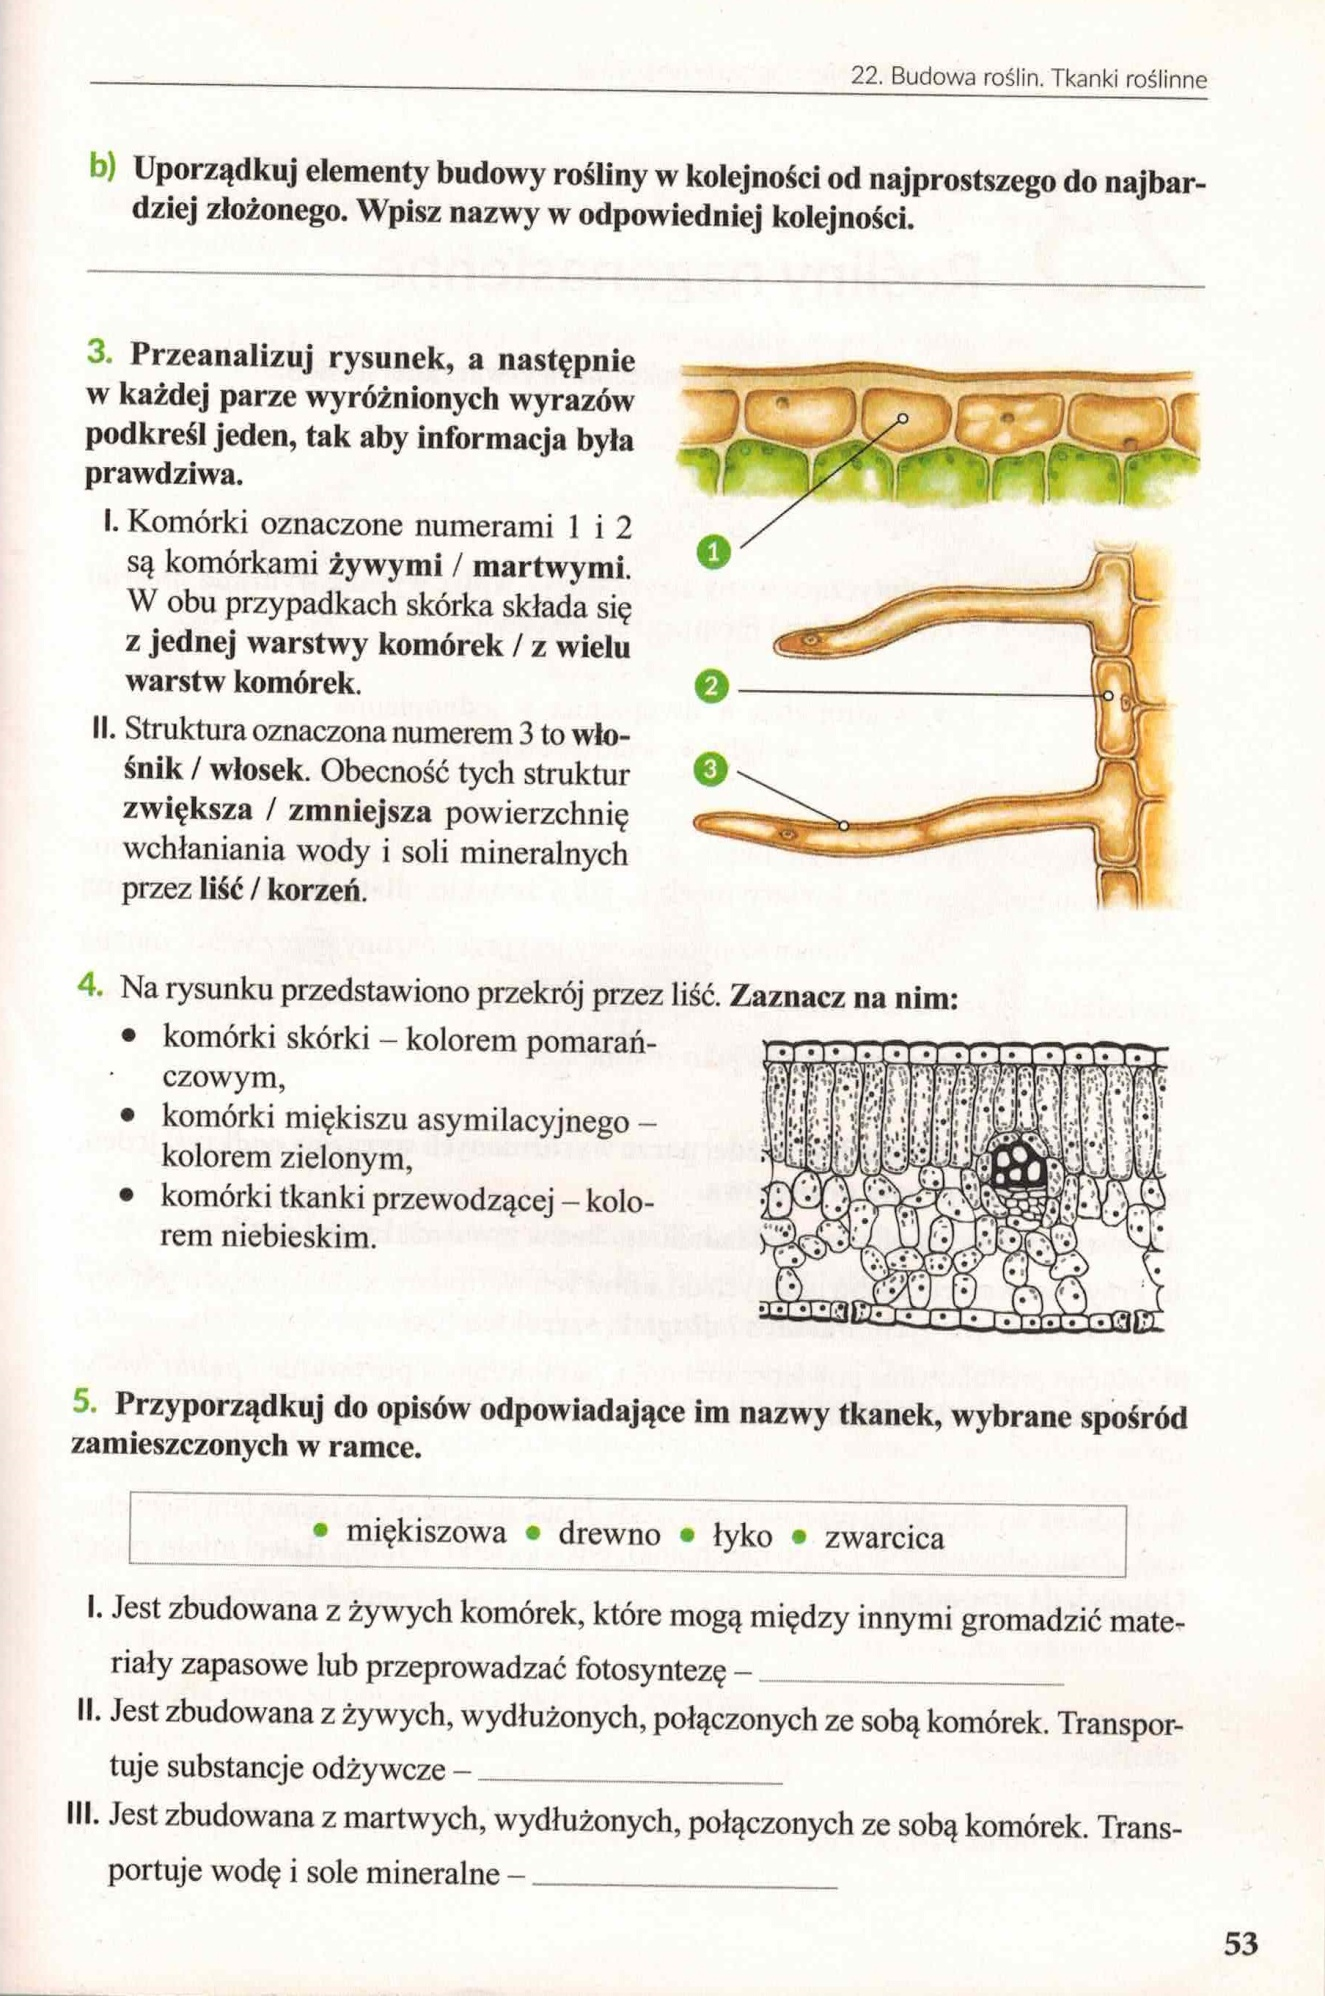 22. Budowa roślin. Tkanki roślinne
b) Uporządkuj elementy budowy rośliny w kolejności od najprostszego do najbar-
dziej złożonego. Wpisz nazwy w odpowiedniej kolejności.
3. Przeanalizuj rysunek, a następnie
w każdej parze wyróżnionych wyrazów
podkreśl jeden, tak aby informacja była
prawdziwa.
I. Komórki oznaczone numerami 1 i 2
są komórkami żywymi / martwymi.
W obu przypadkach skórka składa się
z jednej warstwy komórek / z wielu
warstw komórek.
II. Struktura oznaczona numerem 3 to wło-
śnik / włosek. Obecność tych struktur
zwiększa / zmniejsza powierzchnię
wchłaniania wody i soli mineralnych
przez liść / korzeń.
1
2
3
4. Na rysunku przedstawiono przekrój przez liść. Zaznacz na nim:
• komórki skórki – kolorem pomarań-
czowym,
• komórki miękiszu asymilacyjnego –
kolorem zielonym,
• komórki tkanki przewodzącej – kolo-
rem niebieskim.
5. Przyporządkuj do opisów odpowiadające im nazwy tkanek, wybrane spośród
zamieszczonych w ramce.
• miękiszowa • drewno • łyko • zwarcica
I. Jest zbudowana z żywych komórek, które mogą między innymi gromadzić mate-
riały zapasowe lub przeprowadzać fotosyntezę –
II. Jest zbudowana z żywych, wydłużonych, połączonych ze sobą komórek. Transpor-
tuje substancje odżywcze –
III. Jest zbudowana z martwych, wydłużonych, połączonych ze sobą komórek. Trans-
portuje wodę i sole mineralne –
53